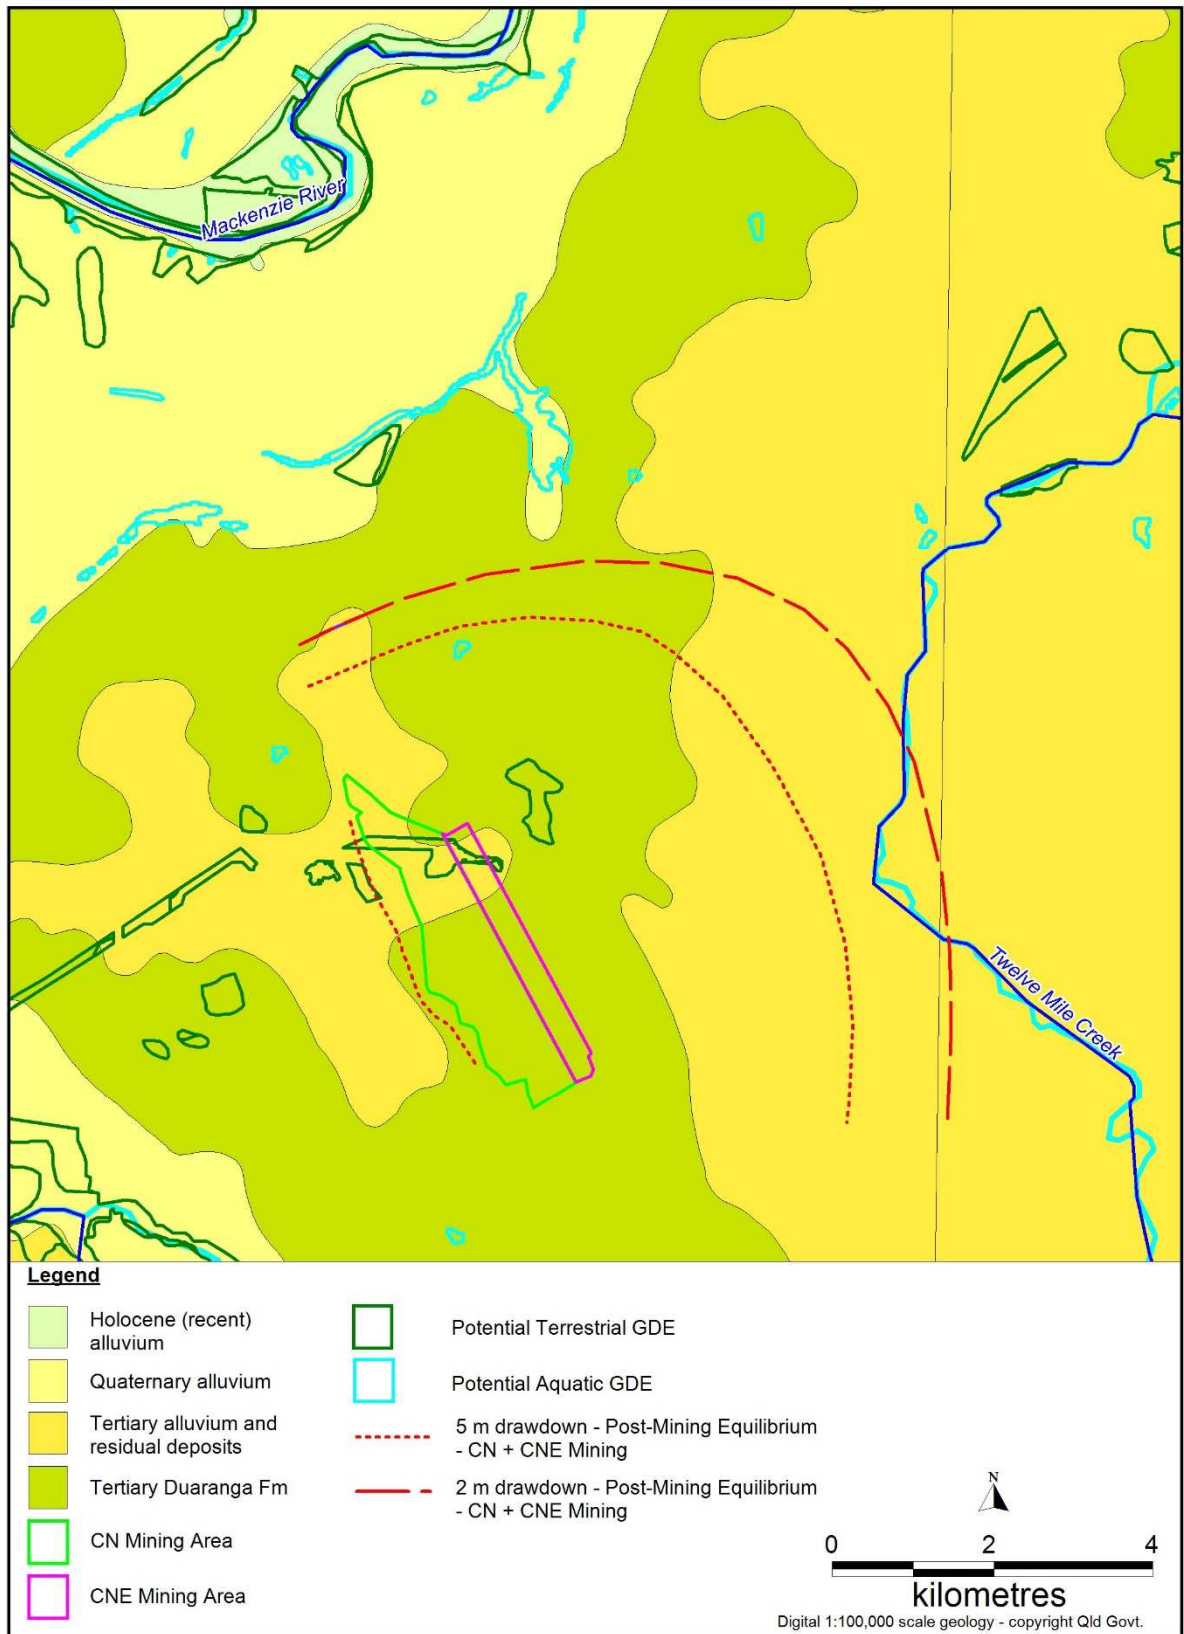 Mackenzie River
Twelve Mile Creek
Legend
Holocene (recent)
alluvium
Quaternary alluvium
Tertiary alluvium and
residual deposits
Tertiary Duaranga Fm
CN Mining Area
CNE Mining Area
Potential Terrestrial GDE
Potential Aquatic GDE
5 m drawdown - Post-Mining Equilibrium
- CN + CNE Mining
2 m drawdown - Post-Mining Equilibrium
- CN + CNE Mining
N
0 2 4
kilometres
Digital 1:100,000 scale geology - copyright Qld Govt.